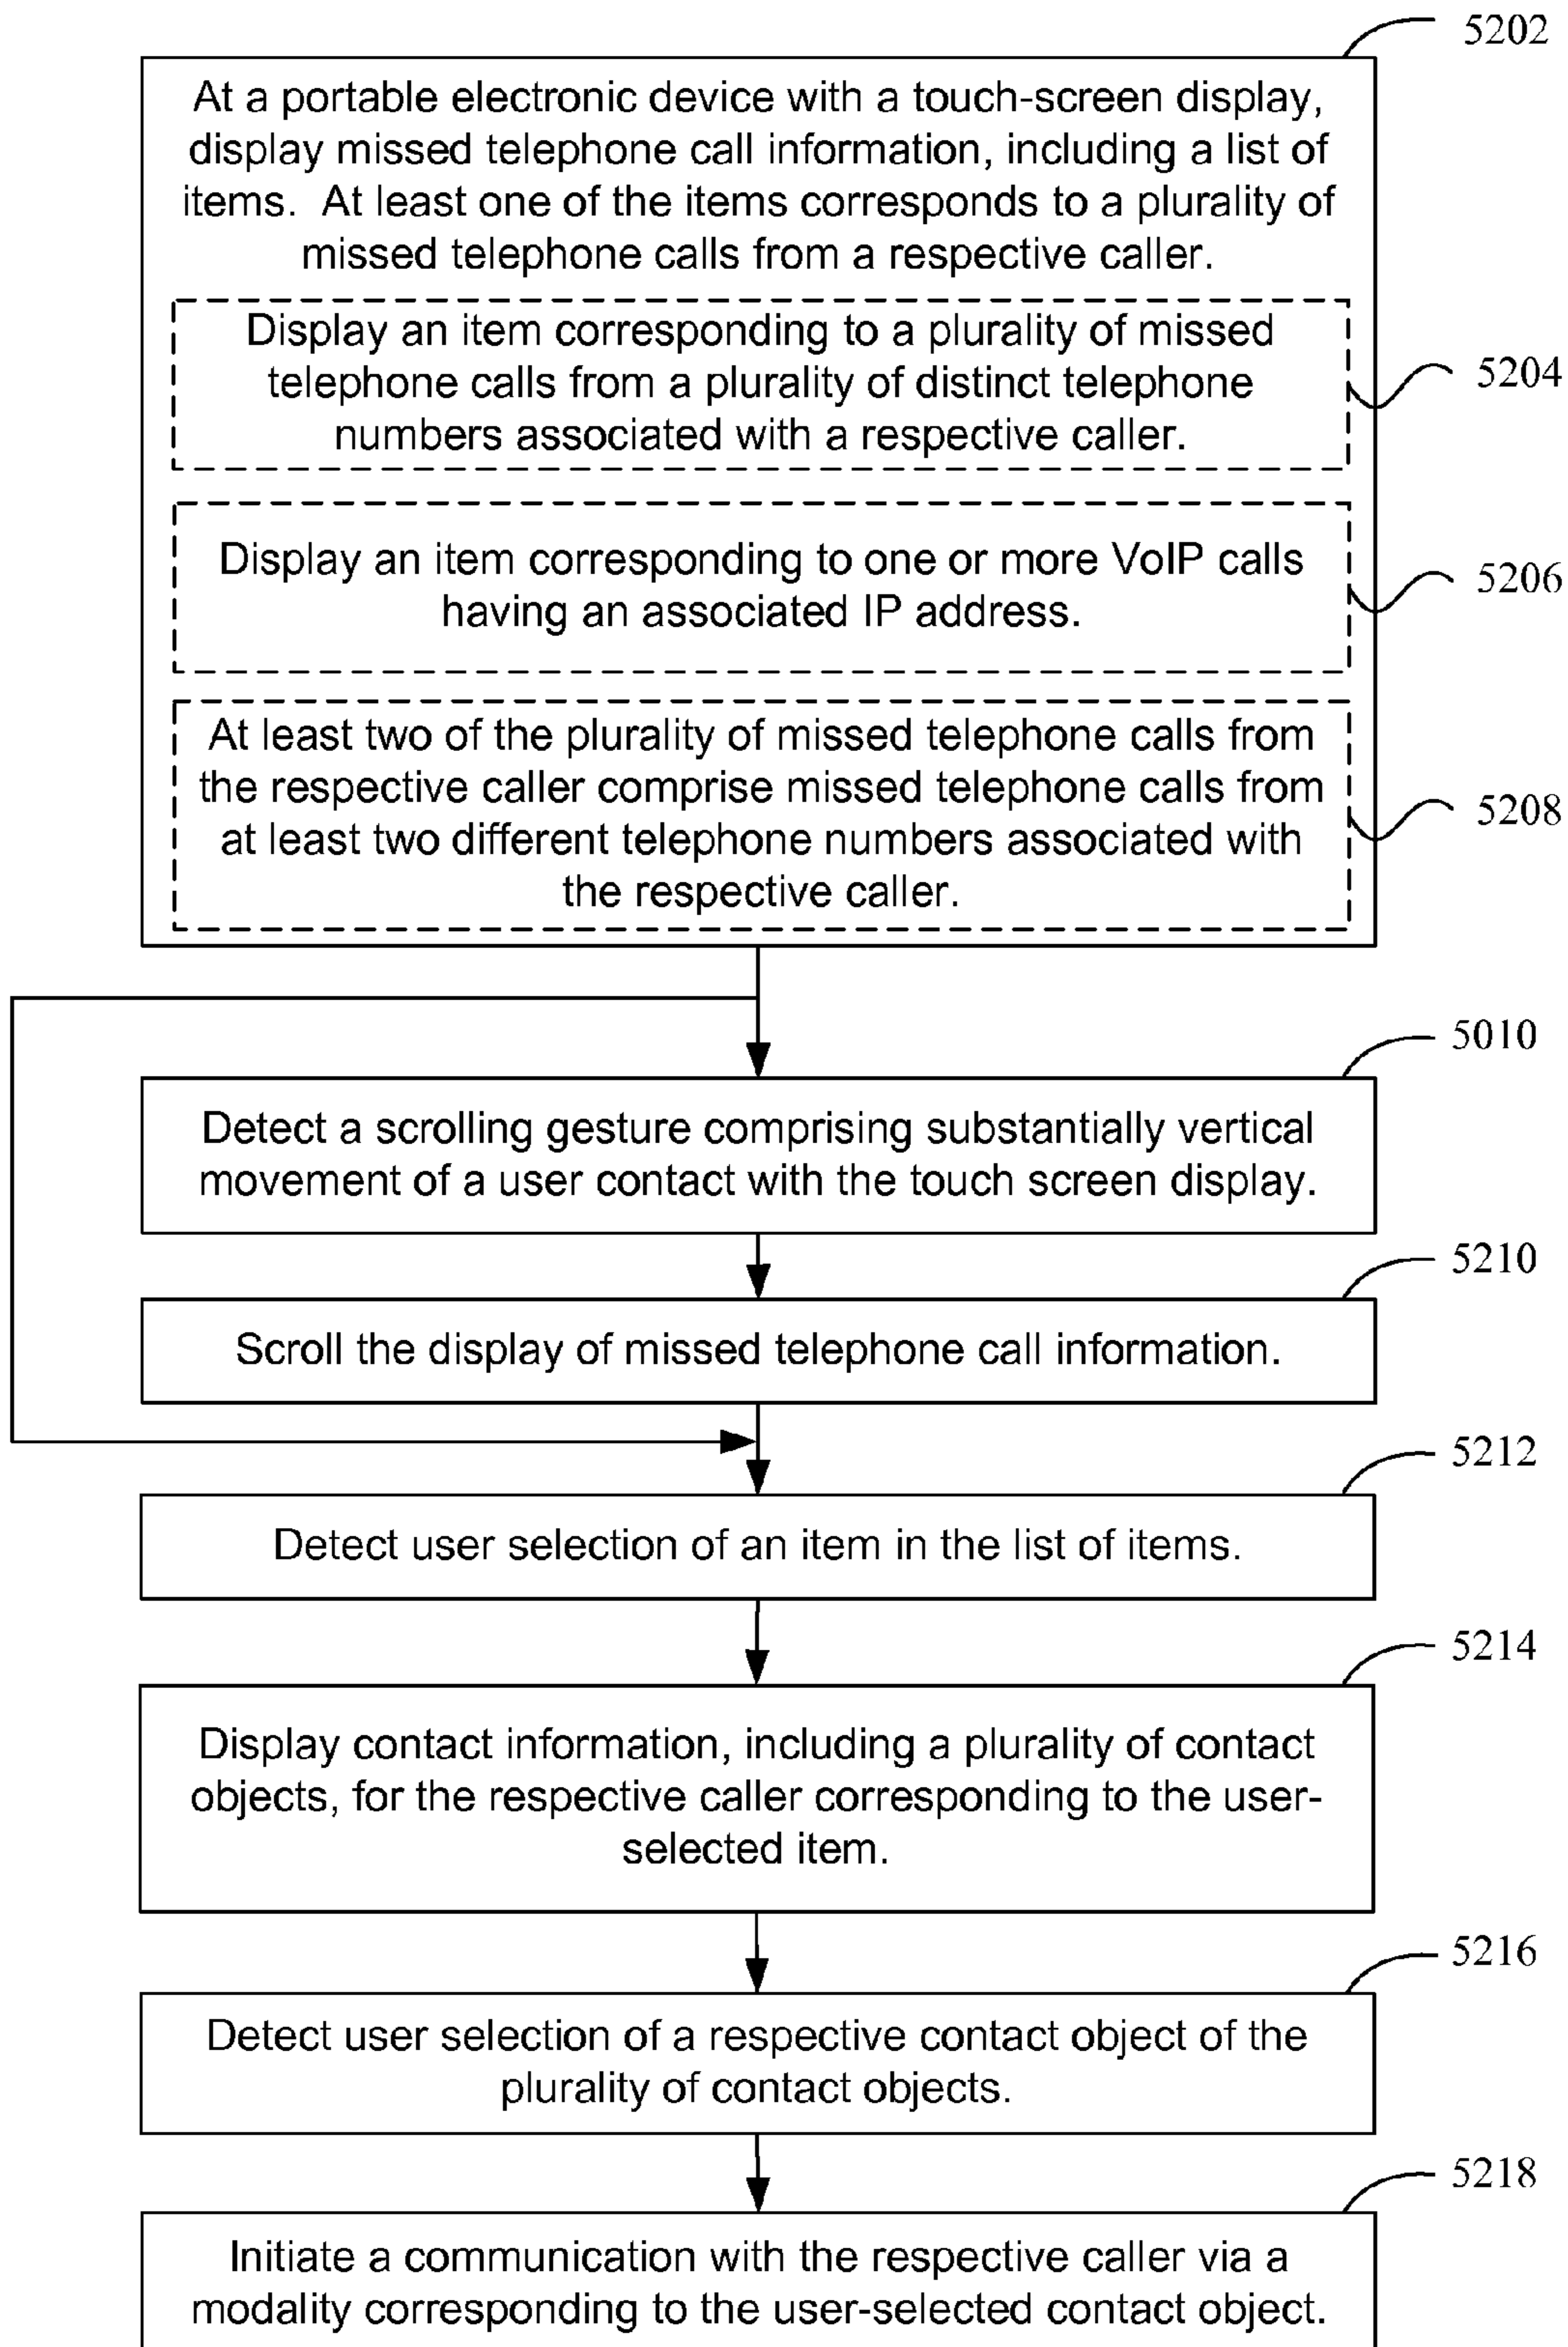 5202
At a portable electronic device with a touch-screen display,
display missed telephone call information, including a list of
items.  At least one of the items corresponds to a plurality of
missed telephone calls from a respective caller.
Display an item corresponding to a plurality of missed
telephone calls from a plurality of distinct telephone
numbers associated with a respective caller.
5204
Display an item corresponding to one or more VoIP calls
having an associated IP address.
5206
At least two of the plurality of missed telephone calls from
the respective caller comprise missed telephone calls from
at least two different telephone numbers associated with
the respective caller.
5208
5010
Detect a scrolling gesture comprising substantially vertical
movement of a user contact with the touch screen display.
5210
Scroll the display of missed telephone call information.
5212
Detect user selection of an item in the list of items.
5214
Display contact information, including a plurality of contact
objects, for the respective caller corresponding to the user-
selected item.
5216
Detect user selection of a respective contact object of the
plurality of contact objects.
5218
Initiate a communication with the respective caller via a
modality corresponding to the user-selected contact object.